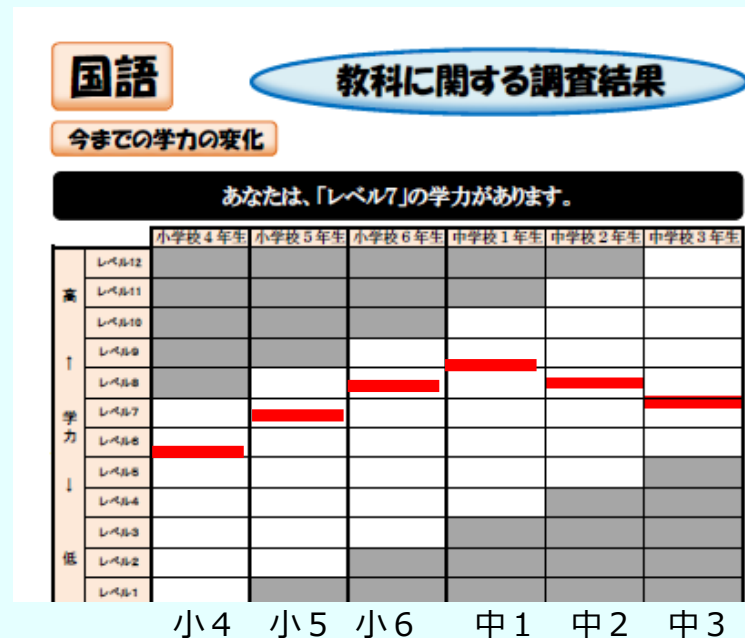 国語
教科に関する調査結果
今までの学力の変化
あなたは、「レベル7」の学力があります。
小学校4年生 小学校5年生 小学校6年生 中学校1年生 中学校2年生 中学校3年生
高 ↑ 学力 ↓ 低
レベル12
レベル11
レベル10
レベル9
レベル8
レベル7
レベル6
レベル5
レベル4
レベル3
レベル2
レベル1
小4 小5 小6 中1 中2 中3